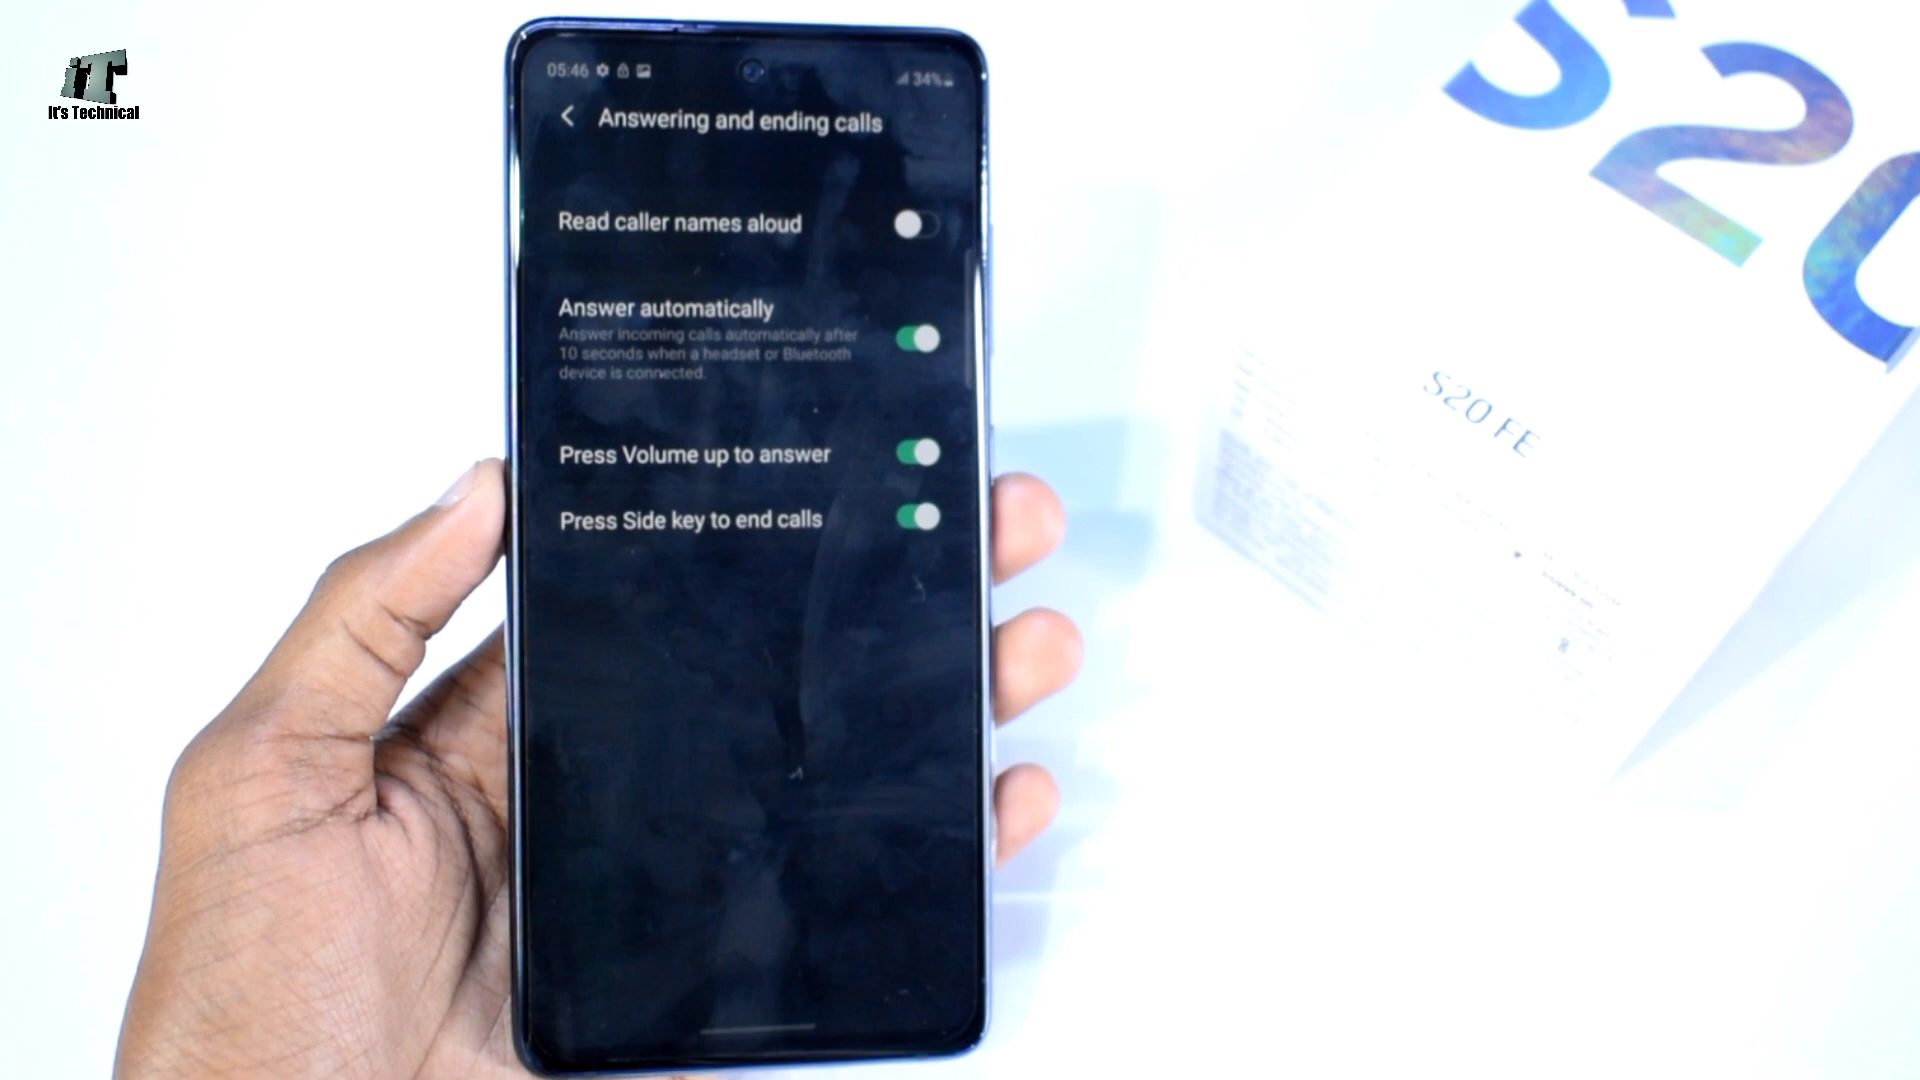 iT
It's Technical
05:46
34%
Answering and ending calls
Read caller names aloud
Answer automatically
Answer incoming calls automatically after
10 seconds when a headset or Bluetooth
device is connected.
Press Volume up to answer
Press Side key to end calls
S20
S20 FE